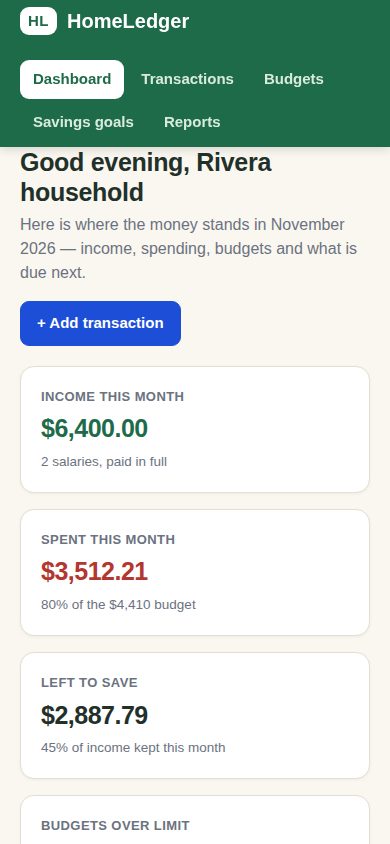 HL HomeLedger
Dashboard Transactions Budgets
Savings goals Reports
Good evening, Rivera
household
Here is where the money stands in November
2026 — income, spending, budgets and what is
due next.
+ Add transaction
INCOME THIS MONTH
$6,400.00
2 salaries, paid in full
SPENT THIS MONTH
$3,512.21
80% of the $4,410 budget
LEFT TO SAVE
$2,887.79
45% of income kept this month
BUDGETS OVER LIMIT